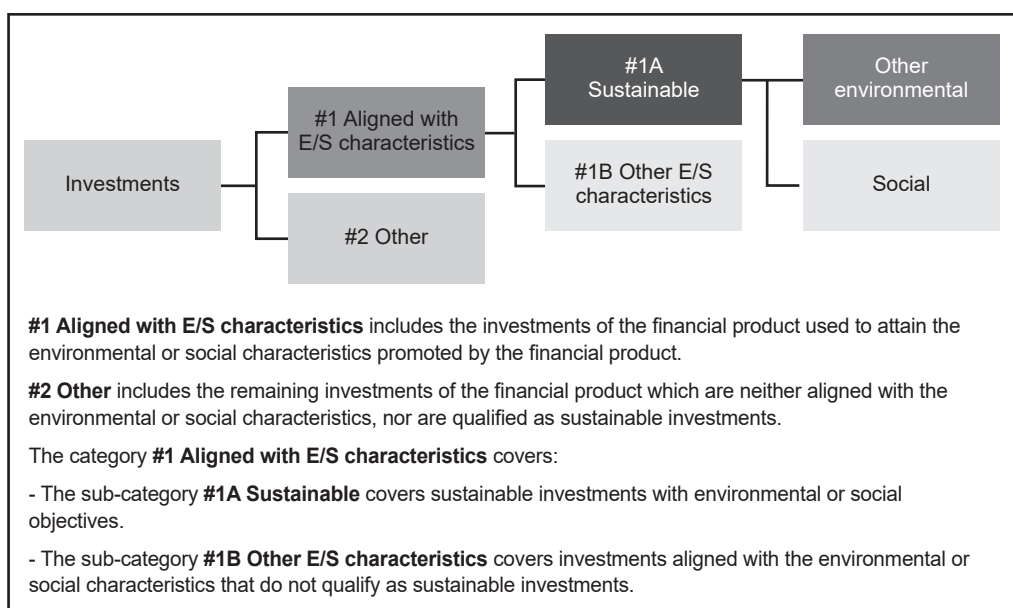 #1A
Sustainable
Other
environmental
#1 Aligned with
E/S characteristics
Investments
#1B Other E/S
characteristics
Social
#2 Other
#1 Aligned with E/S characteristics includes the investments of the financial product used to attain the
environmental or social characteristics promoted by the financial product.
#2 Other includes the remaining investments of the financial product which are neither aligned with the
environmental or social characteristics, nor are qualified as sustainable investments.
The category #1 Aligned with E/S characteristics covers:
- The sub-category #1A Sustainable covers sustainable investments with environmental or social
objectives.
- The sub-category #1B Other E/S characteristics covers investments aligned with the environmental or
social characteristics that do not qualify as sustainable investments.